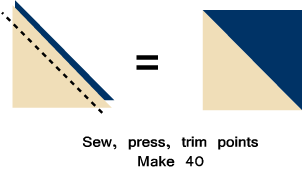 =
Sew, press, trim points
Make 40